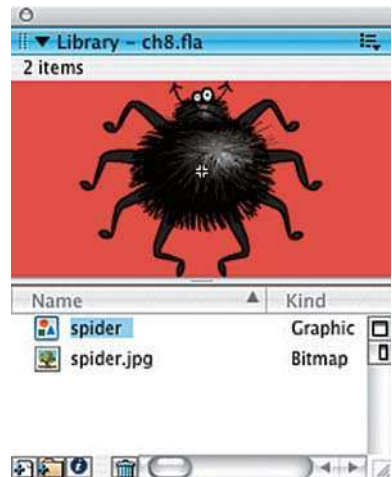 Library – ch8.fla
2 items
Name Kind
spider Graphic
spider.jpg Bitmap